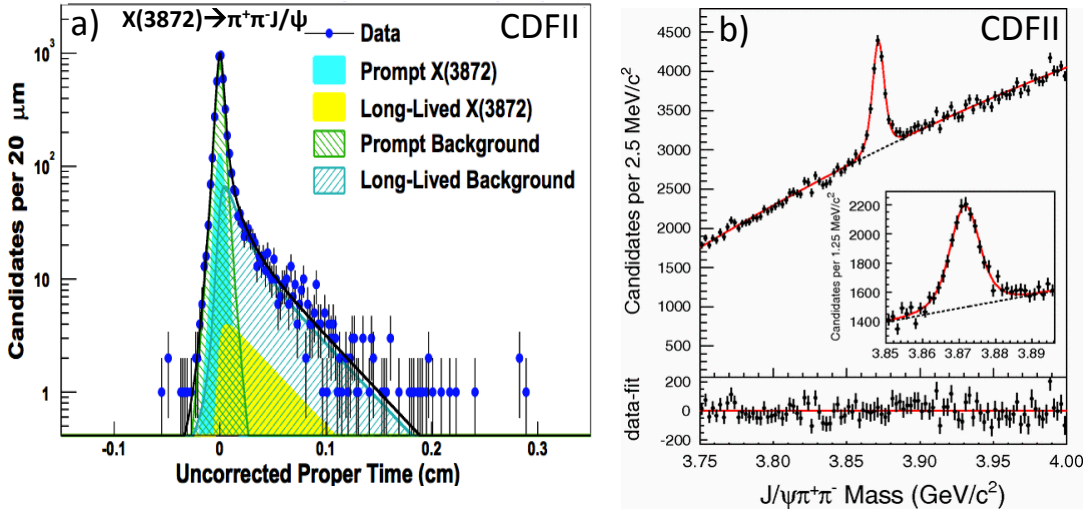 a)
X(3872)→π⁺π⁻J/ψ
CDFII
Data
Prompt X(3872)
Long-Lived X(3872)
Prompt Background
Long-Lived Background
Candidates per 20 μm
10³
10²
10
1
-0.1
0
0.1
0.2
0.3
Uncorrected Proper Time (cm)
b)
CDFII
Candidates per 2.5 MeV/c²
4500
4000
3500
3000
2500
2000
1500
1000
500
0
Candidates per 1.25 MeV/c²
2200
2000
1800
1600
1400
3.85
3.86
3.87
3.88
3.89
data-fit
200
0
-200
3.75
3.80
3.85
3.90
3.95
4.00
J/ψπ⁺π⁻ Mass (GeV/c²)